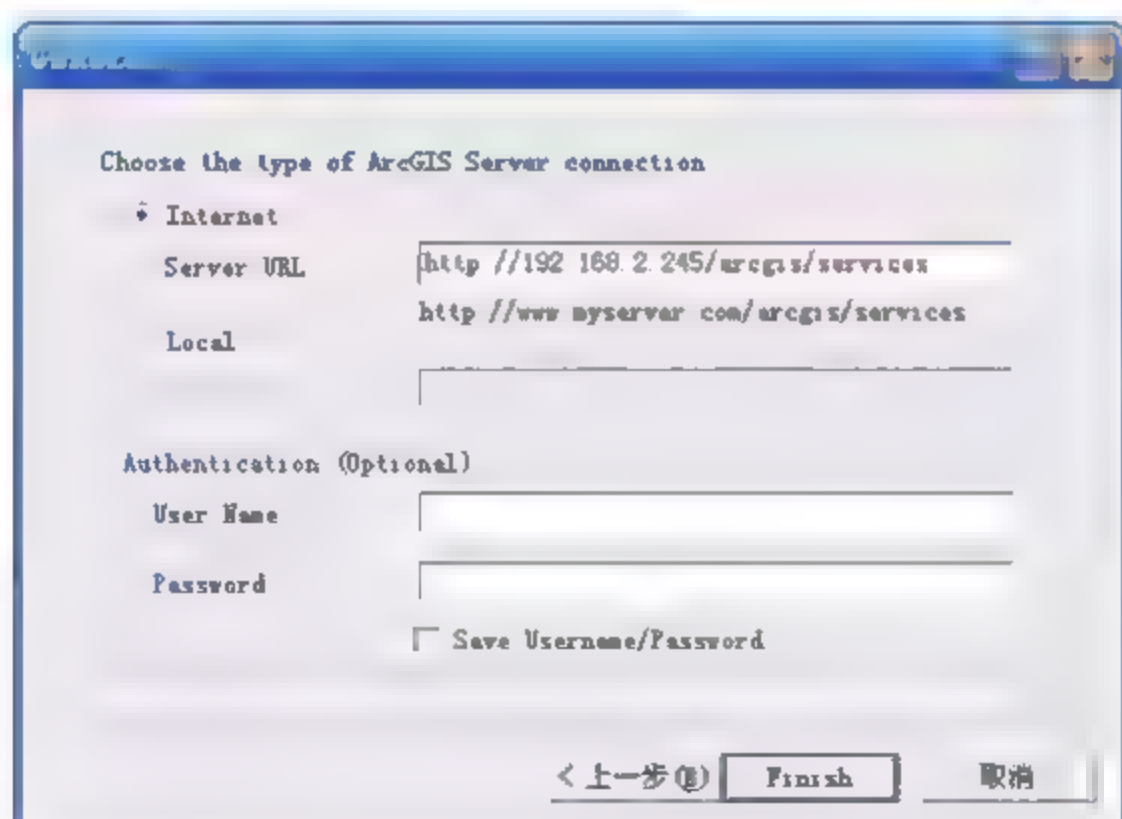 Choose the type of ArcGIS Server connection
Internet
Server URL http //192 168.2.245/arcgis/services
http //www myserver com/arcgis/services
Local
Authentication (Optional)
User Name
Password
Save Username/Password
< 上一步(B) Finish 取消